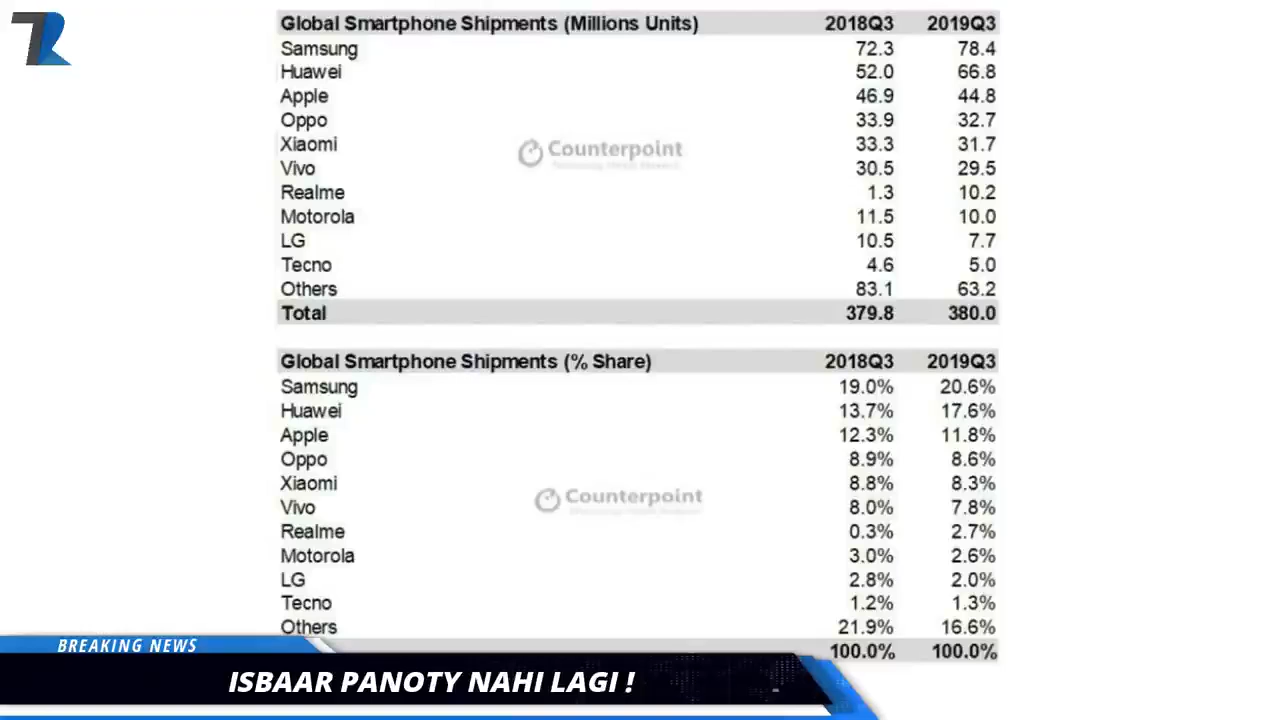 Global Smartphone Shipments (Millions Units) 2018Q3 2019Q3
Samsung 72.3 78.4
Huawei 52.0 66.8
Apple 46.9 44.8
Oppo 33.9 32.7
Xiaomi 33.3 31.7
Counterpoint
Vivo 30.5 29.5
Realme 1.3 10.2
Motorola 11.5 10.0
LG 10.5 7.7
Tecno 4.6 5.0
Others 83.1 63.2
Total 379.8 380.0
Global Smartphone Shipments (% Share) 2018Q3 2019Q3
Samsung 19.0% 20.6%
Huawei 13.7% 17.6%
Apple 12.3% 11.8%
Oppo 8.9% 8.6%
Xiaomi 8.8% 8.3%
Counterpoint
Vivo 8.0% 7.8%
Realme 0.3% 2.7%
Motorola 3.0% 2.6%
LG 2.8% 2.0%
Tecno 1.2% 1.3%
Others 21.9% 16.6%
100.0% 100.0%
BREAKING NEWS
ISBAAR PANOTY NAHI LAGI !